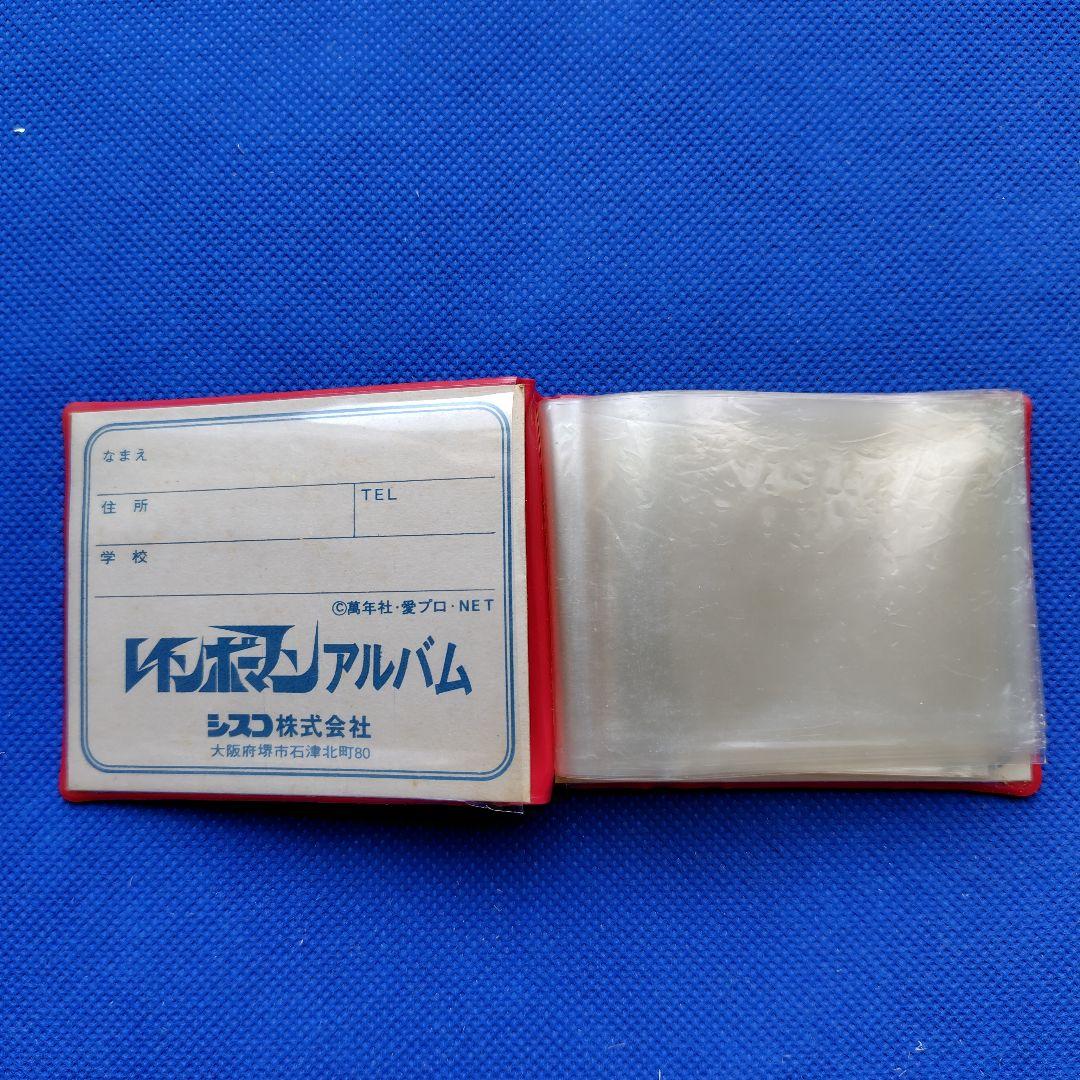 なまえ
住所
TEL
学校
©萬年社・愛プロ・NET
レインボーマンアルバム
シスコ株式会社
大阪府堺市石津北町80